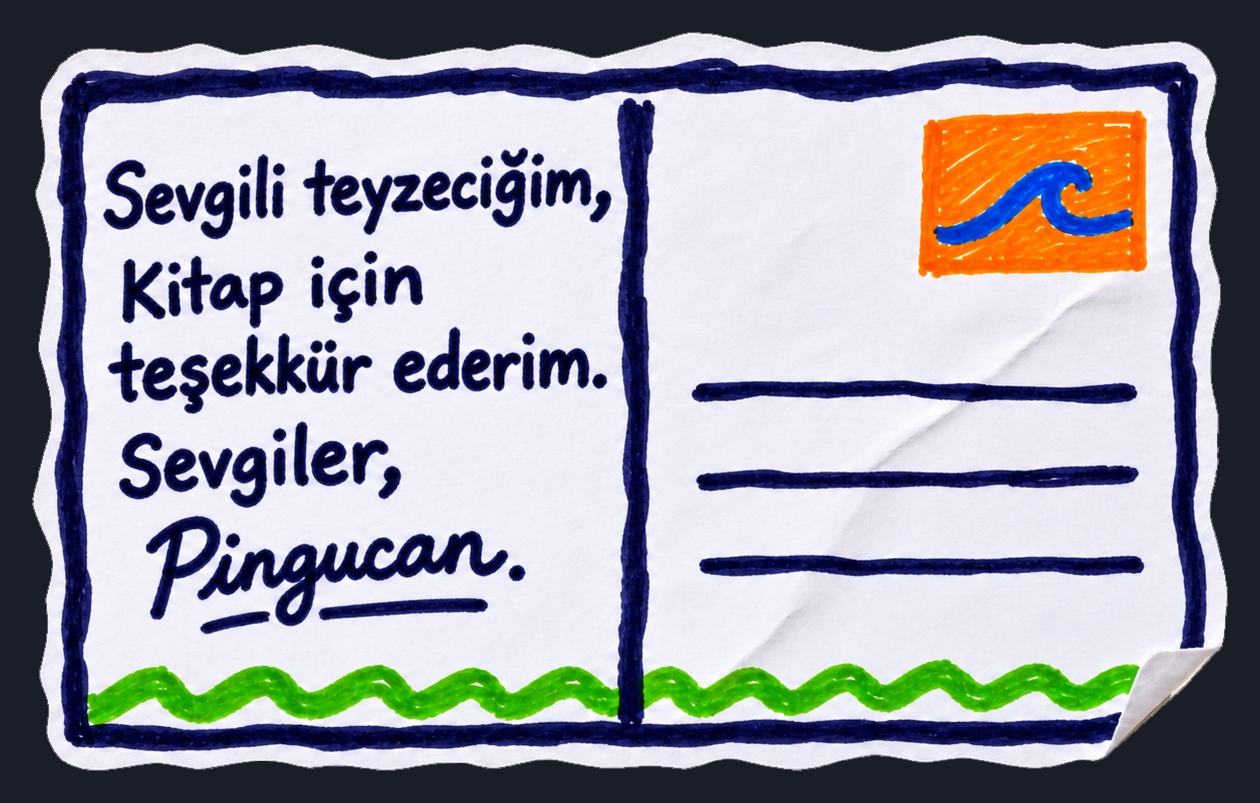 Sevgili teyzeciğim,
Kitap için
teşekkür ederim.
Sevgiler,
Pingucan.